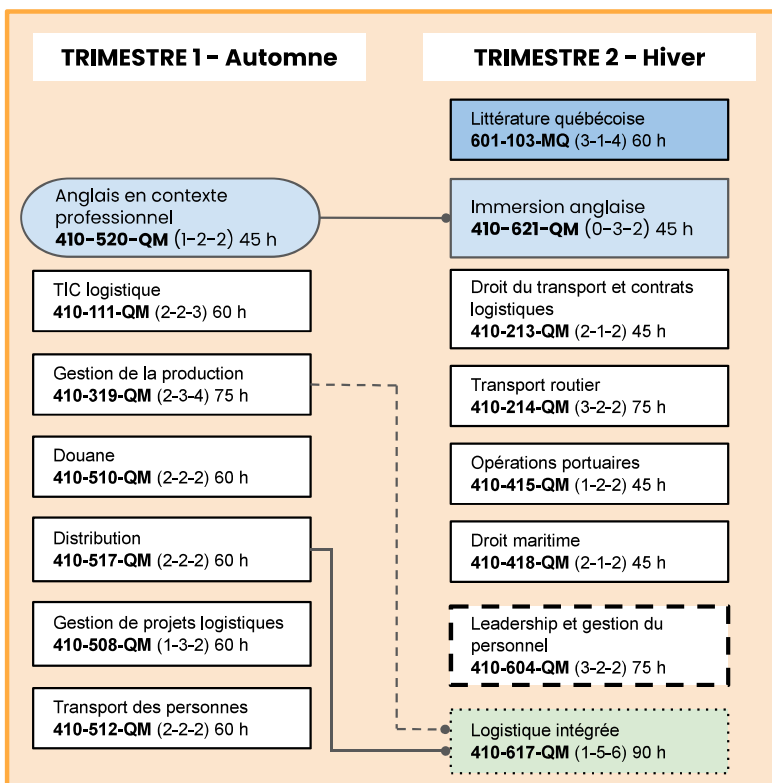 TRIMESTRE 1 – Automne
Anglais en contexte
professionnel
410-520-QM (1-2-2) 45 h
TIC logistique
410-111-QM (2-2-3) 60 h
Gestion de la production
410-319-QM (2-3-4) 75 h
Douane
410-510-QM (2-2-2) 60 h
Distribution
410-517-QM (2-2-2) 60 h
Gestion de projets logistiques
410-508-QM (1-3-2) 60 h
Transport des personnes
410-512-QM (2-2-2) 60 h
TRIMESTRE 2 – Hiver
Littérature québécoise
601-103-MQ (3-1-4) 60 h
Immersion anglaise
410-621-QM (0-3-2) 45 h
Droit du transport et contrats
logistiques
410-213-QM (2-1-2) 45 h
Transport routier
410-214-QM (3-2-2) 75 h
Opérations portuaires
410-415-QM (1-2-2) 45 h
Droit maritime
410-418-QM (2-1-2) 45 h
Leadership et gestion du
personnel
410-604-QM (3-2-2) 75 h
Logistique intégrée
410-617-QM (1-5-6) 90 h